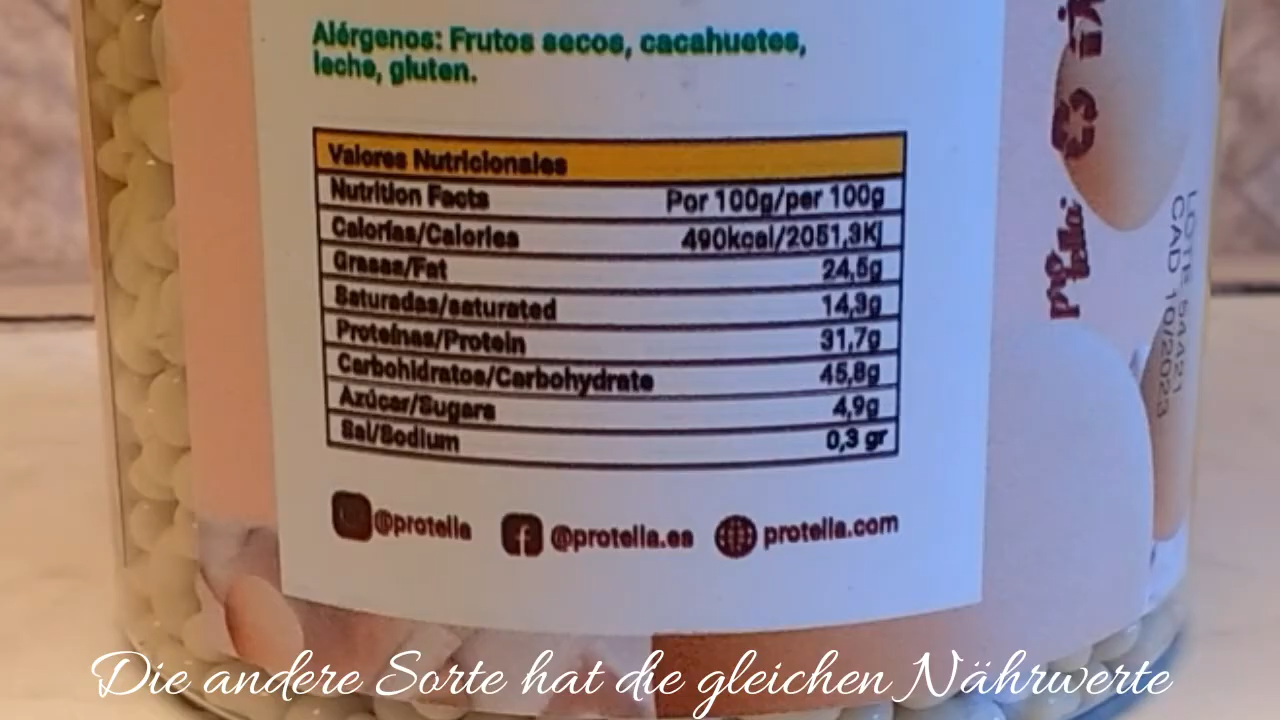 Alérgenos: Frutos secos, cacahuetes,
leche, gluten.
Valores Nutricionales
Nutrition Facts Por 100g/per 100g
Calorías/Calories 490kcal/2051,3Kj
Grasas/Fat 24,5g
Saturadas/saturated 14,3g
Proteínas/Protein 31,7g
Carbohidratos/Carbohydrate 45,8g
Azúcar/Sugars 4,9g
Sal/Sodium 0,3 gr
@protella @protella.es protella.com
protella
LOTE 54421
CAD 10/2023
Die andere Sorte hat die gleichen Nährwerte